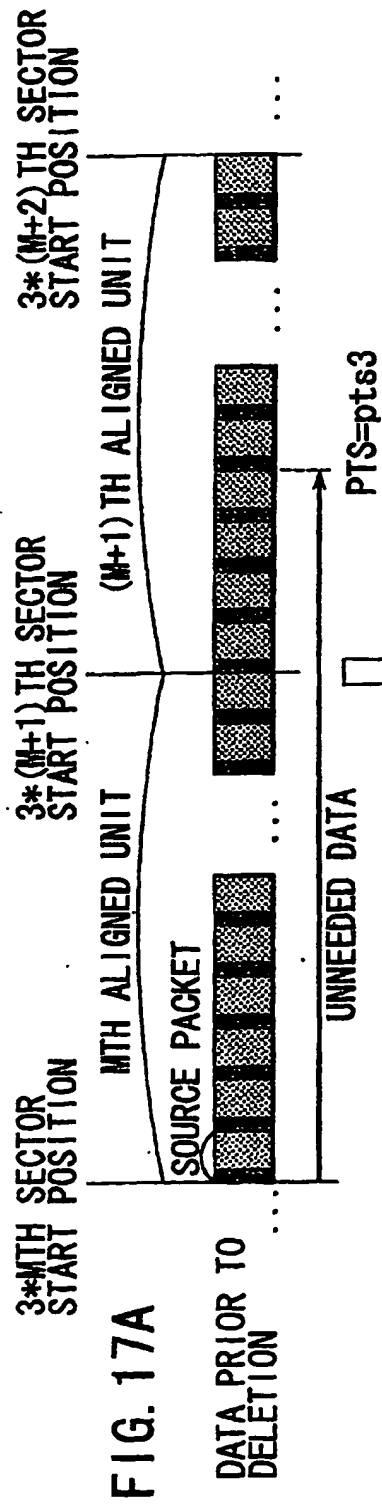 FIG. 17A
3*MTH SECTOR
START POSITION
3*(M+1)TH SECTOR
START POSITION
3*(M+2)TH SECTOR
START POSITION
MTH ALIGNED UNIT
(M+1)TH ALIGNED UNIT
SOURCE PACKET
DATA PRIOR TO
DELETION
...
...
...
...
UNNEEDED DATA
PTS=pts3